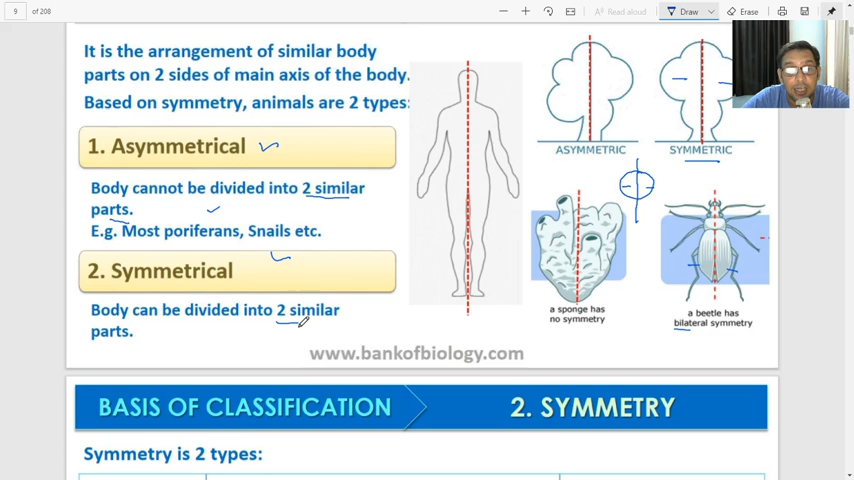 9 of 208
Read aloud
Draw
Erase
It is the arrangement of similar body
parts on 2 sides of main axis of the body.
Based on symmetry, animals are 2 types:
1. Asymmetrical
Body cannot be divided into 2 similar
parts.
E.g. Most poriferans, Snails etc.
2. Symmetrical
Body can be divided into 2 similar
parts.
ASYMMETRIC
SYMMETRIC
a sponge has
no symmetry
a beetle has
bilateral symmetry
www.bankofbiology.com
BASIS OF CLASSIFICATION
2. SYMMETRY
Symmetry is 2 types: